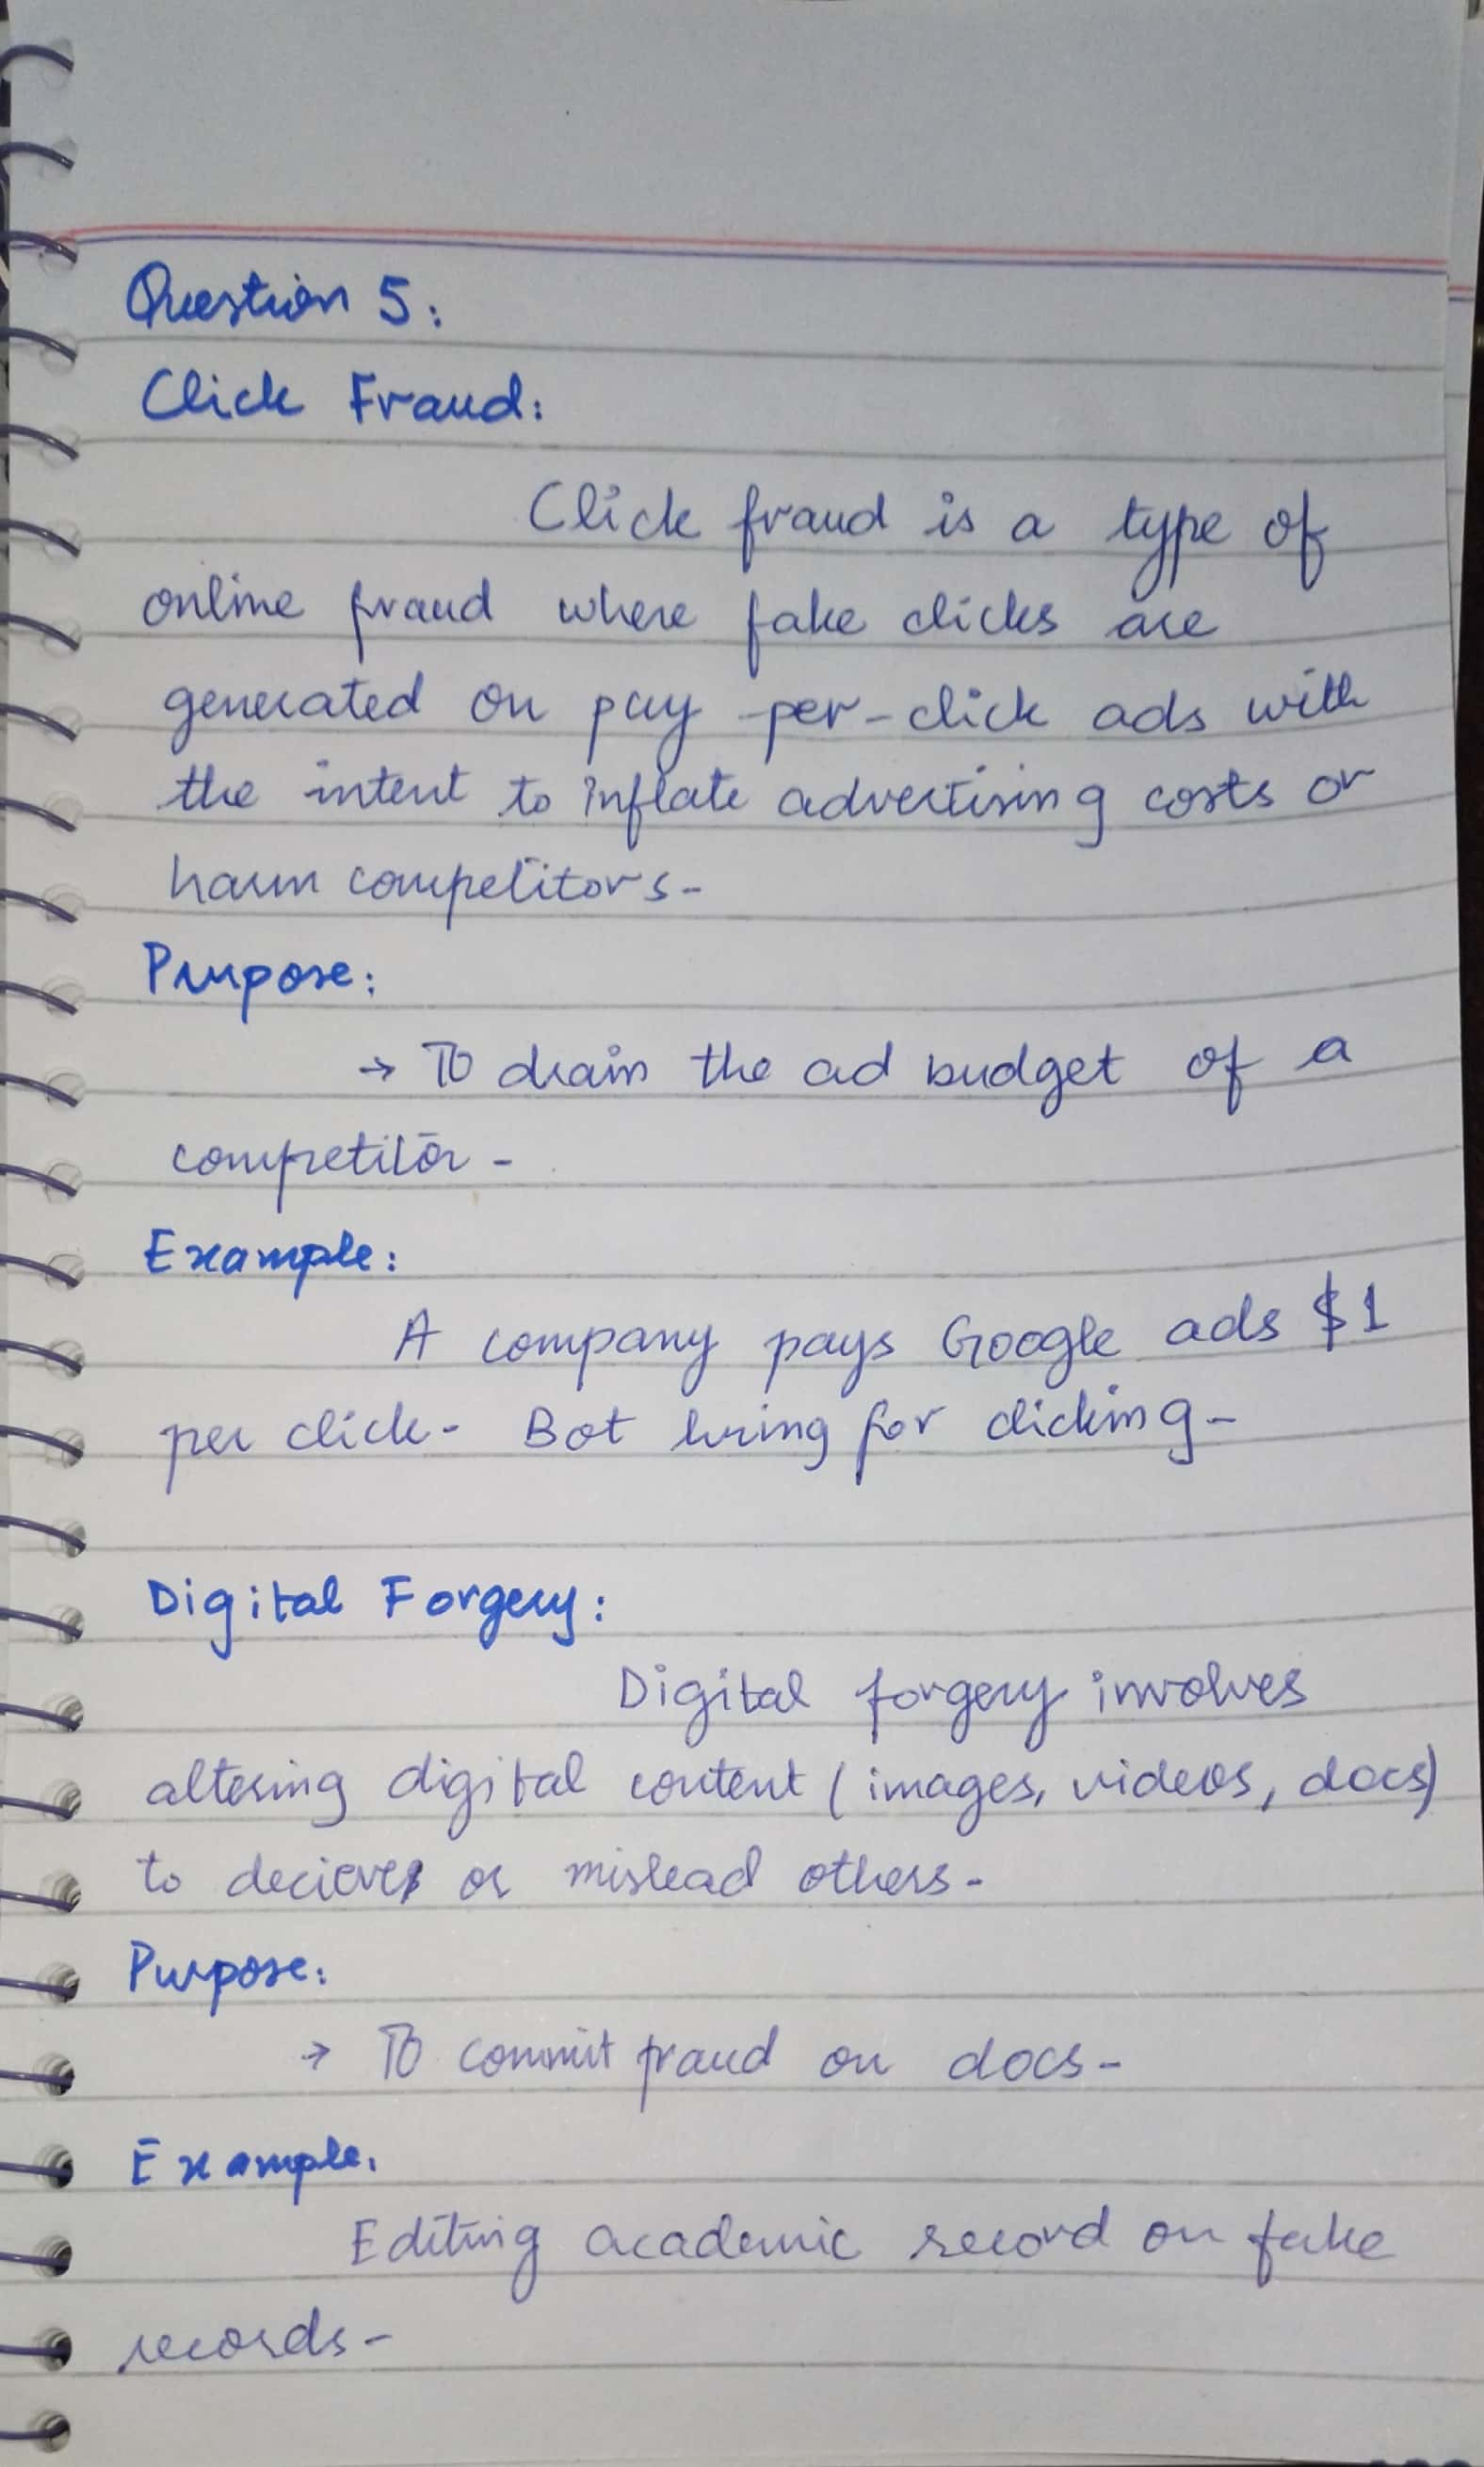 Question 5:
Click Fraud:
Click fraud is a type of
online fraud where fake clicks are
generated on pay -per-click ads with
the intent to inflate advertising costs or
harm competitors-
Purpose:
→ To drain the ad budget of a
competitor -
Example:
A company pays Google ads $1
per click- Bot hiring for clicking-
Digital Forgery:
Digital forgery involves
altering digital content (images, videos, docs)
to decieve or mislead others-
Purpose:
→ To commit fraud on docs-
Example:
Editing academic record on fake
records-